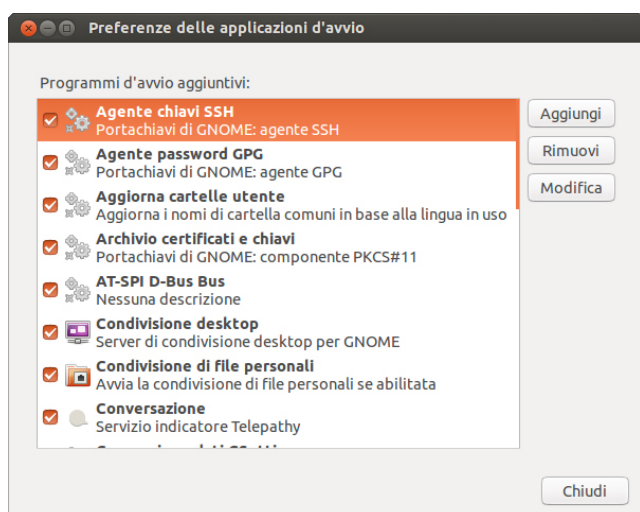 Preferenze delle applicazioni d'avvio
Programmi d'avvio aggiuntivi:
Agente chiavi SSH
Portachiavi di GNOME: agente SSH
Agente password GPG
Portachiavi di GNOME: agente GPG
Aggiorna cartelle utente
Aggiorna i nomi di cartella comuni in base alla lingua in uso
Archivio certificati e chiavi
Portachiavi di GNOME: componente PKCS#11
AT-SPI D-Bus Bus
Nessuna descrizione
Condivisione desktop
Server di condivisione desktop per GNOME
Condivisione di file personali
Avvia la condivisione di file personali se abilitata
Conversazione
Servizio indicatore Telepathy
Aggiungi
Rimuovi
Modifica
Chiudi